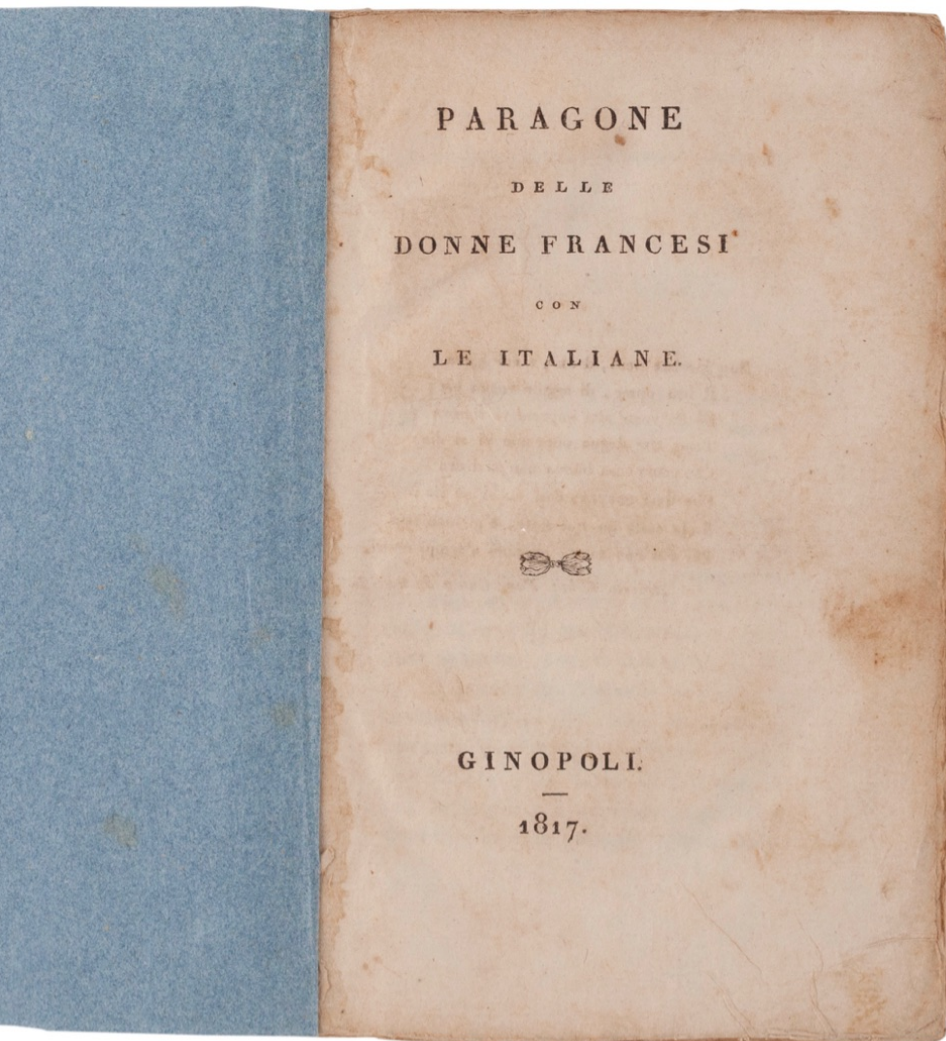 PARAGONE
DELLE
DONNE FRANCESI
CON
LE ITALIANE.
GINOPOLI.
1817.